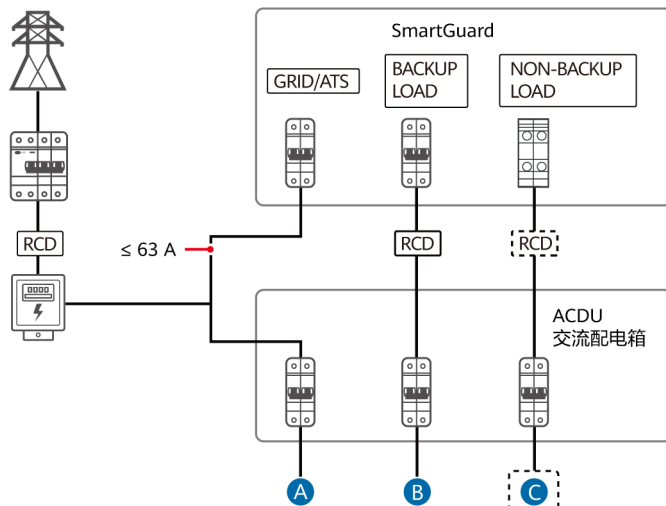 SmartGuard
GRID/ATS
BACKUP
LOAD
NON-BACKUP
LOAD
RCD
≤ 63 A
RCD
RCD
ACDU
交流配电箱
A
B
C